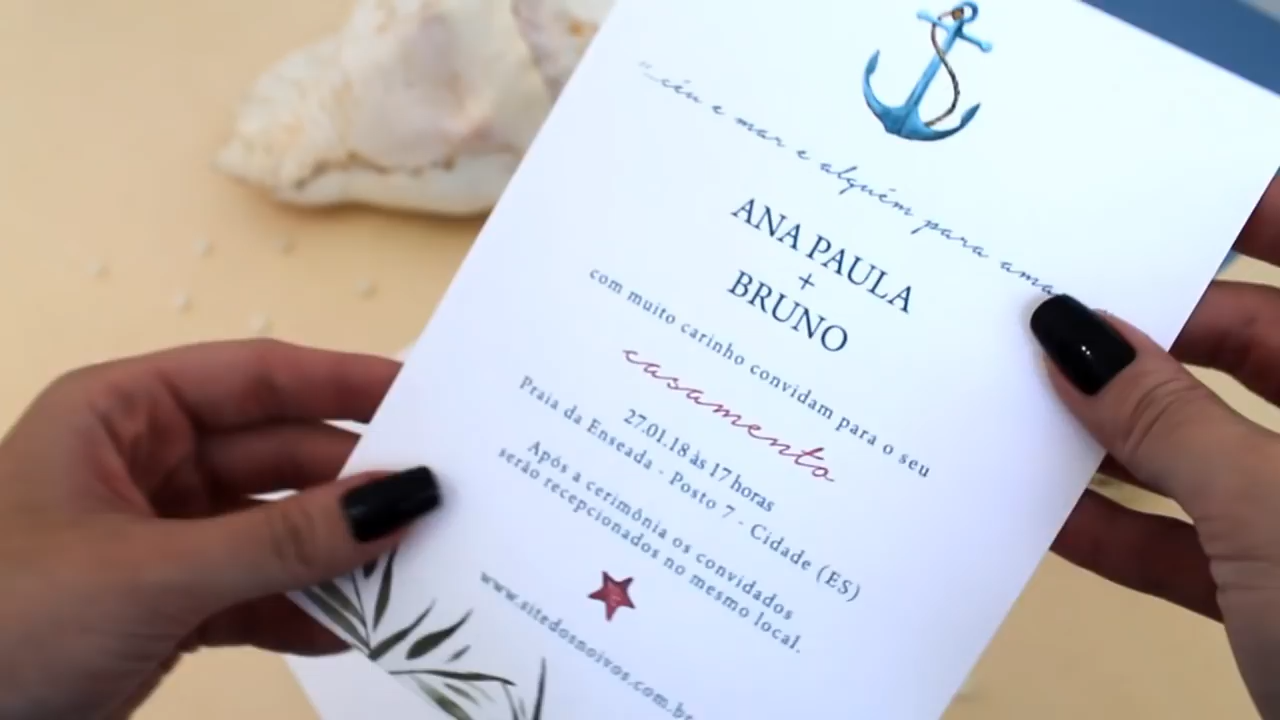 "...céu e mar e alguém para amar
ANA PAULA
+
BRUNO
com muito carinho convidam para o seu
casamento
27.01.18 às 17 horas
Praia da Enseada - Posto 7 - Cidade (ES)
Após a cerimônia os convidados
serão recepcionados no mesmo local.
www.sitedosnoivos.com.br